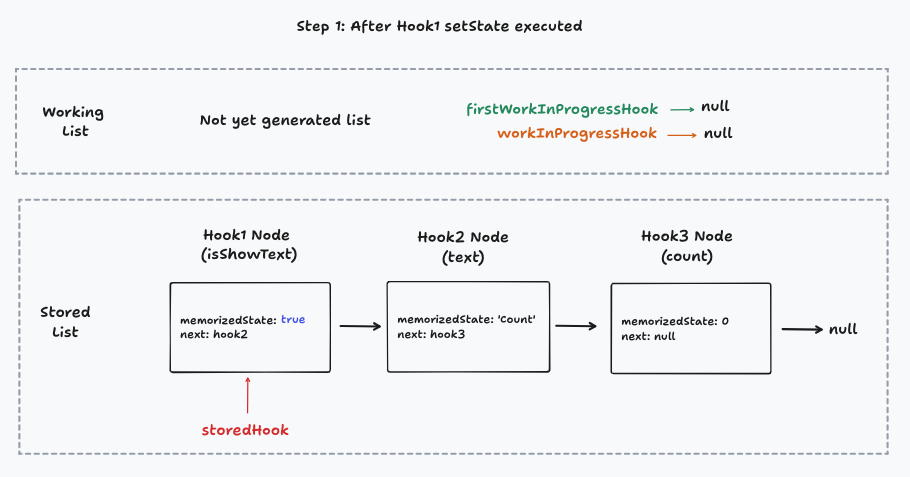 Step 1: After Hook1 setState executed
Working
List
Not yet generated list
firstWorkInProgressHook
null
workInProgressHook
null
Hook1 Node
(isShowText)
Hook2 Node
(text)
Hook3 Node
(count)
Stored
List
memorizedState: true
next: hook2
memorizedState: 'Count'
next: hook3
memorizedState: 0
next: null
null
storedHook